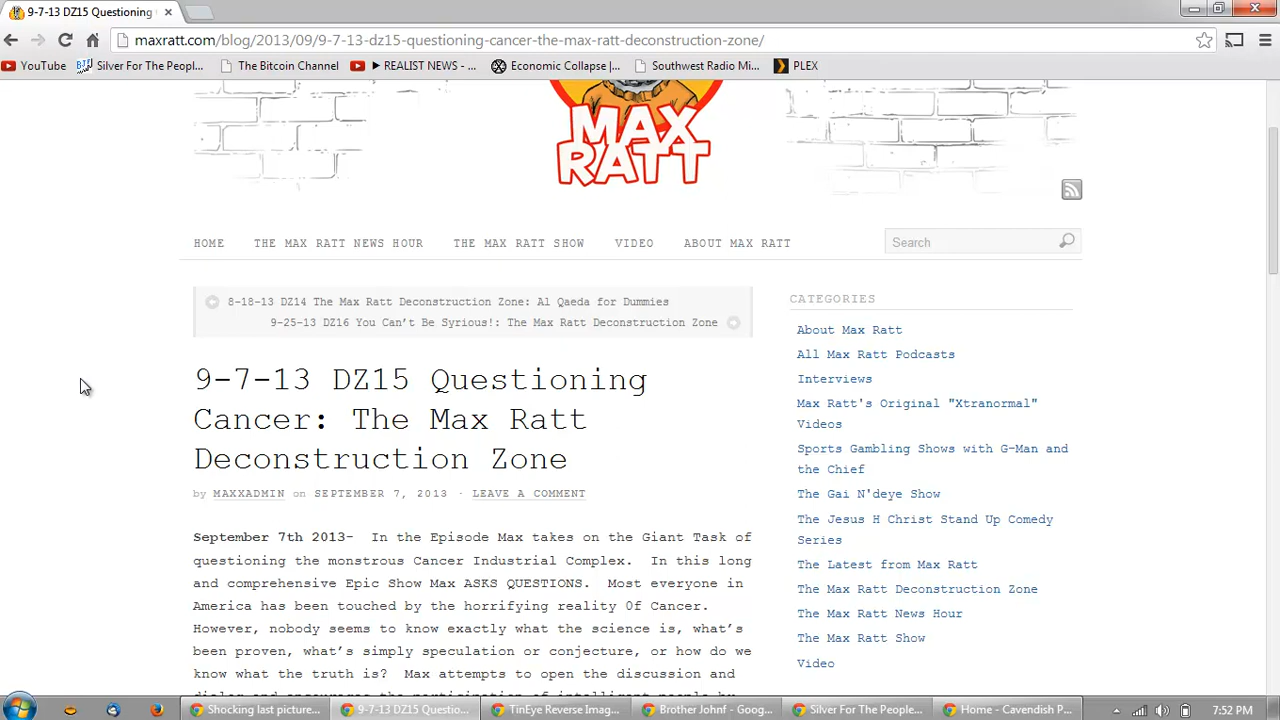 9-7-13 DZ15 Questioning
maxratt.com/blog/2013/09/9-7-13-dz15-questioning-cancer-the-max-ratt-deconstruction-zone/
YouTube
Silver For The Peopl...
The Bitcoin Channel
► REALIST NEWS - ...
Economic Collapse |...
Southwest Radio Mi...
PLEX
MAX
RATT
HOME THE MAX RATT NEWS HOUR THE MAX RATT SHOW VIDEO ABOUT MAX RATT
Search
8-18-13 DZ14 The Max Ratt Deconstruction Zone: Al Qaeda for Dummies
9-25-13 DZ16 You Can't Be Syrious!: The Max Ratt Deconstruction Zone
9-7-13 DZ15 Questioning
Cancer: The Max Ratt
Deconstruction Zone
by MAXXADMIN on SEPTEMBER 7, 2013 · LEAVE A COMMENT
September 7th 2013- In the Episode Max takes on the Giant Task of
questioning the monstrous Cancer Industrial Complex. In this long
and comprehensive Epic Show Max ASKS QUESTIONS. Most everyone in
America has been touched by the horrifying reality 0f Cancer.
However, nobody seems to know exactly what the science is, what's
been proven, what's simply speculation or conjecture, or how do we
know what the truth is? Max attempts to open the discussion and
dialog and encourage the participation of intelligent people by
CATEGORIES
About Max Ratt
All Max Ratt Podcasts
Interviews
Max Ratt's Original "Xtranormal"
Videos
Sports Gambling Shows with G-Man and
the Chief
The Gai N'deye Show
The Jesus H Christ Stand Up Comedy
Series
The Latest from Max Ratt
The Max Ratt Deconstruction Zone
The Max Ratt News Hour
The Max Ratt Show
Video
Shocking last picture...
9-7-13 DZ15 Questio...
TinEye Reverse Imag...
Brother Johnf - Goog...
Silver For The People...
Home - Cavendish P...
7:52 PM